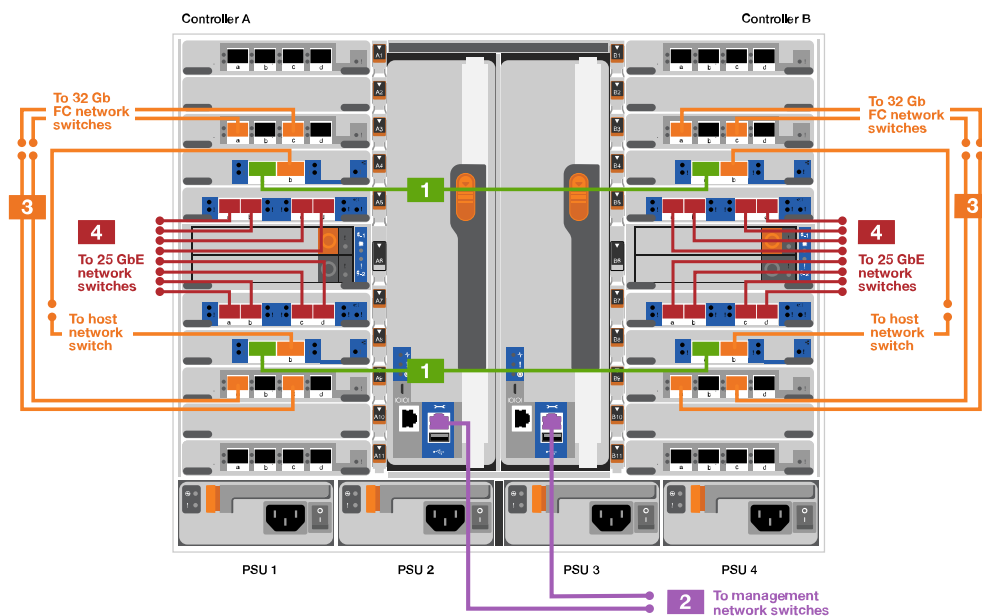 Controller A
Controller B
a b c d
A1
B1
a b c d
A2
B2
To 32 Gb
FC network
switches
a b c d
A3
B3
a b c d
To 32 Gb
FC network
switches
b
A4
B4
b
1
3
3
A5
B5
4
4
To 25 GbE
network
switches
A6
B6
To 25 GbE
network
switches
A7
B7
a b c d
a b c d
To host
network
switch
b
A8
B8
b
To host
network
switch
1
A9
B9
a b c d
a b c d
A10
B10
a b c d
A11
B11
a b c d
PSU 1
PSU 2
PSU 3
PSU 4
2
To management
network switches